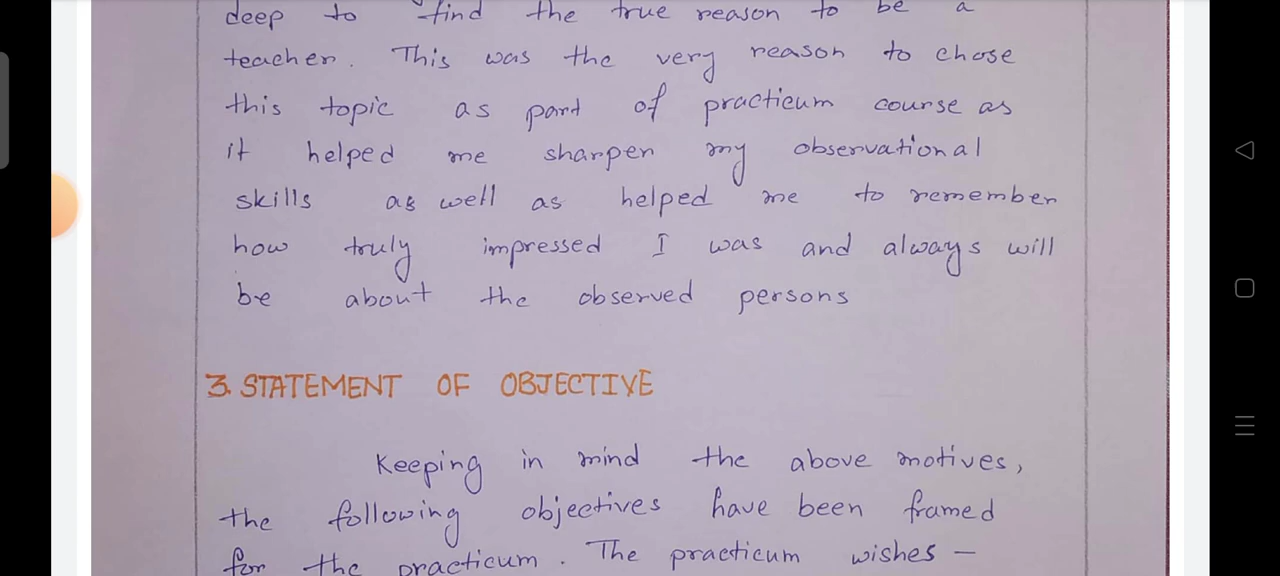 deep to find the true reason to be a
teacher. This was the very reason to chose
this topic as part of practicum course as
it helped me sharpen my observational
skills as well as helped me to remember
how truly impressed I was and always will
be about the observed persons
3. STATEMENT OF OBJECTIVE
Keeping in mind the above motives,
the following objectives have been framed
for the practicum. The practicum wishes -